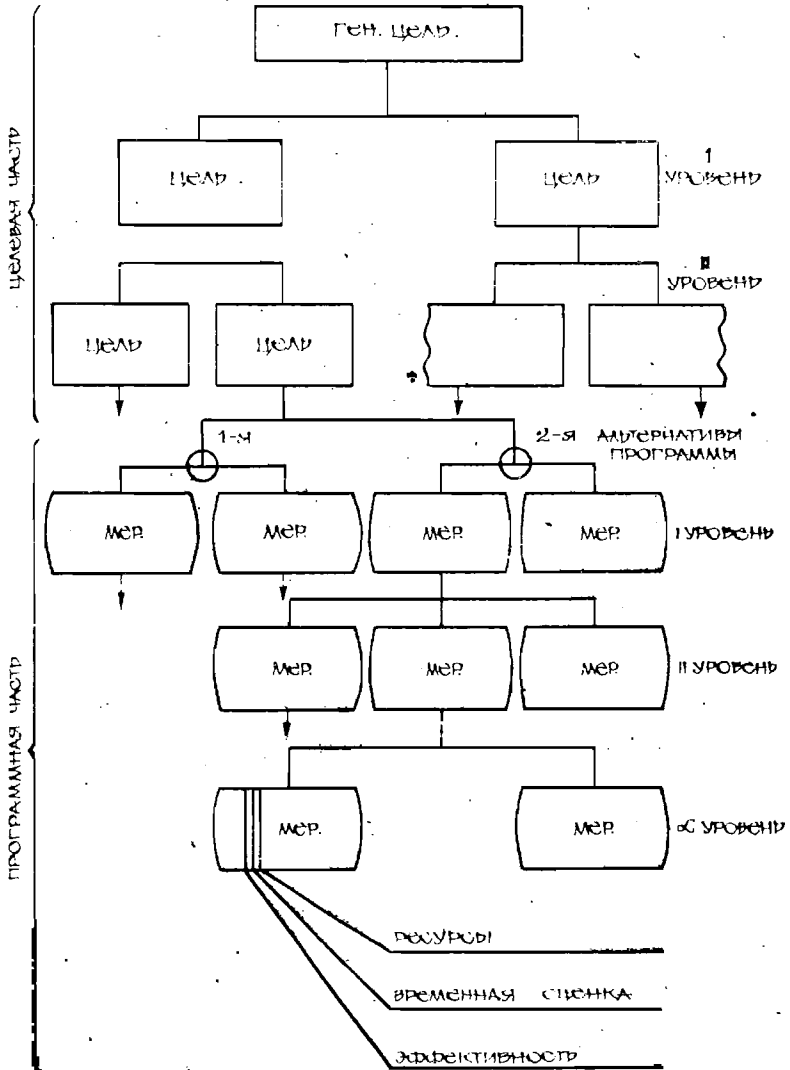 ГЕН. ЦЕЛЬ.
ЦЕЛЕВАЯ ЧАСТЬ
ЦЕЛЬ
ЦЕЛЬ
I
УРОВЕНЬ
II
УРОВЕНЬ
ЦЕЛЬ
ЦЕЛЬ
1-Я
2-Я
АЛЬТЕРНАТИВЫ
ПРОГРАММЫ
ПРОГРАММНАЯ ЧАСТЬ
МЕР.
МЕР.
МЕР.
МЕР.
I УРОВЕНЬ
МЕР.
МЕР.
МЕР.
II УРОВЕНЬ
МЕР.
МЕР.
∝ УРОВЕНЬ
РЕСУРСЫ
ВРЕМЕННАЯ ОЦЕНКА
ЭФФЕКТИВНОСТЬ